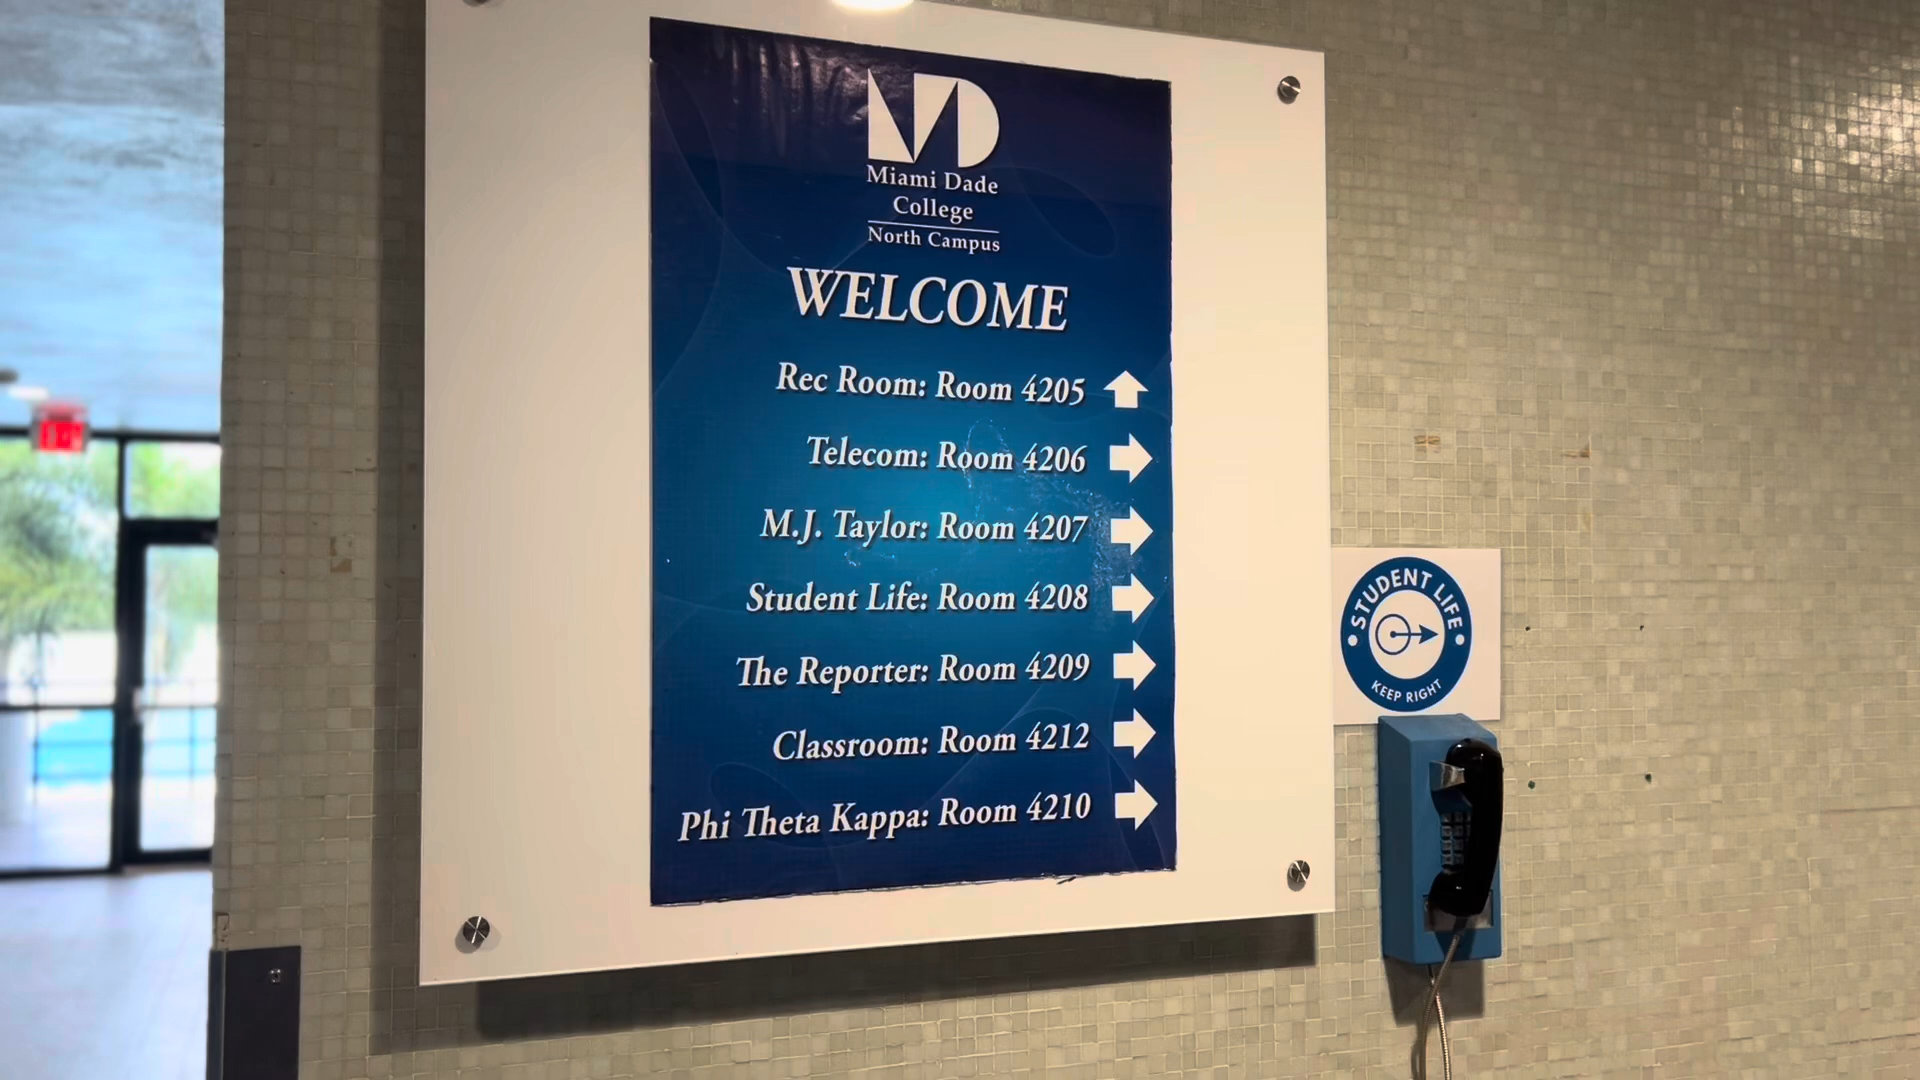 Miami Dade
College
North Campus
WELCOME
Rec Room: Room 4205
Telecom: Room 4206
M.J. Taylor: Room 4207
Student Life: Room 4208
The Reporter: Room 4209
Classroom: Room 4212
Phi Theta Kappa: Room 4210
STUDENT LIFE
KEEP RIGHT